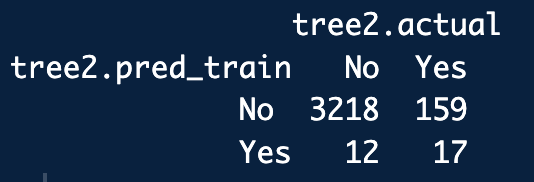 tree2.actual
tree2.pred_train No Yes
No 3218 159
Yes 12 17